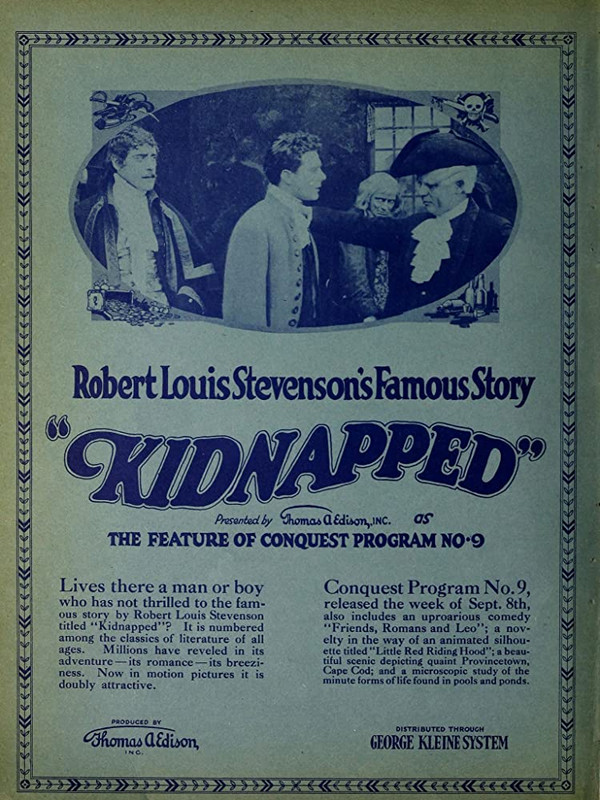 Robert Louis Stevenson's Famous Story
"KIDNAPPED"
Presented by Thomas A Edison, INC. as
THE FEATURE OF CONQUEST PROGRAM NO·9
Lives there a man or boy
who has not thrilled to the fam-
ous story by Robert Louis Stevenson
titled "Kidnapped"? It is numbered
among the classics of literature of all
ages. Millions have reveled in its
adventure—its romance—its breezi-
ness. Now in motion pictures it is
doubly attractive.
Conquest Program No. 9,
released the week of Sept. 8th,
also includes an uproarious comedy
"Friends, Romans and Leo"; a nov-
elty in the way of an animated silhou-
ette titled "Little Red Riding Hood"; a beau-
tiful scenic depicting quaint Provincetown,
Cape Cod; and a microscopic study of the
minute forms of life found in pools and ponds.
PRODUCED BY
Thomas A Edison,
INC.
DISTRIBUTED THROUGH
GEORGE KLEINE SYSTEM